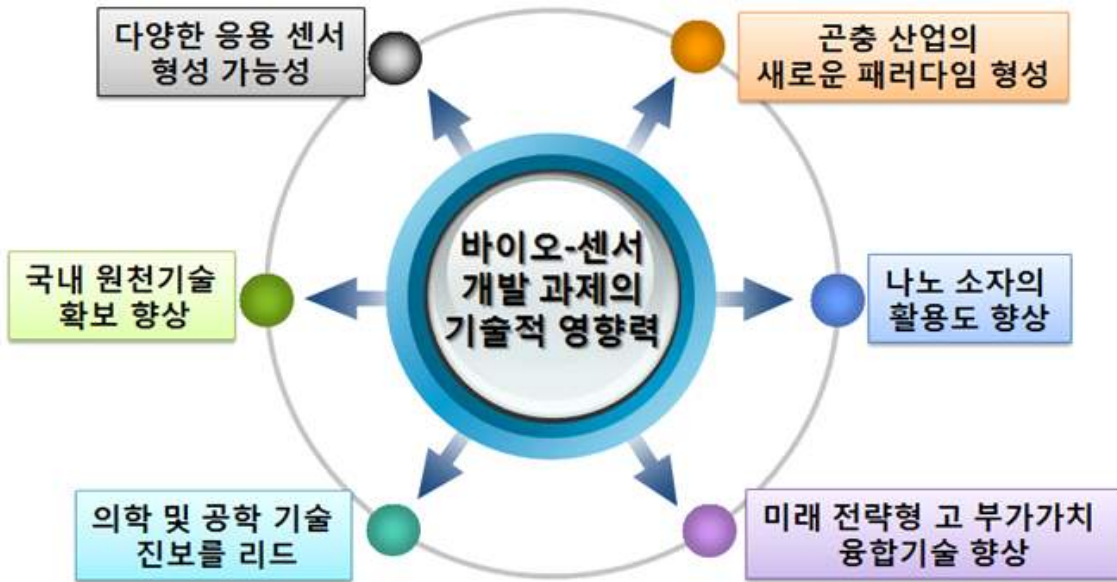 다양한 응용 센서
형성 가능성
곤충 산업의
새로운 패러다임 형성
국내 원천기술
확보 향상
바이오-센서
개발 과제의
기술적 영향력
나노 소자의
활용도 향상
의학 및 공학 기술
진보를 리드
미래 전략형 고 부가가치
융합기술 향상